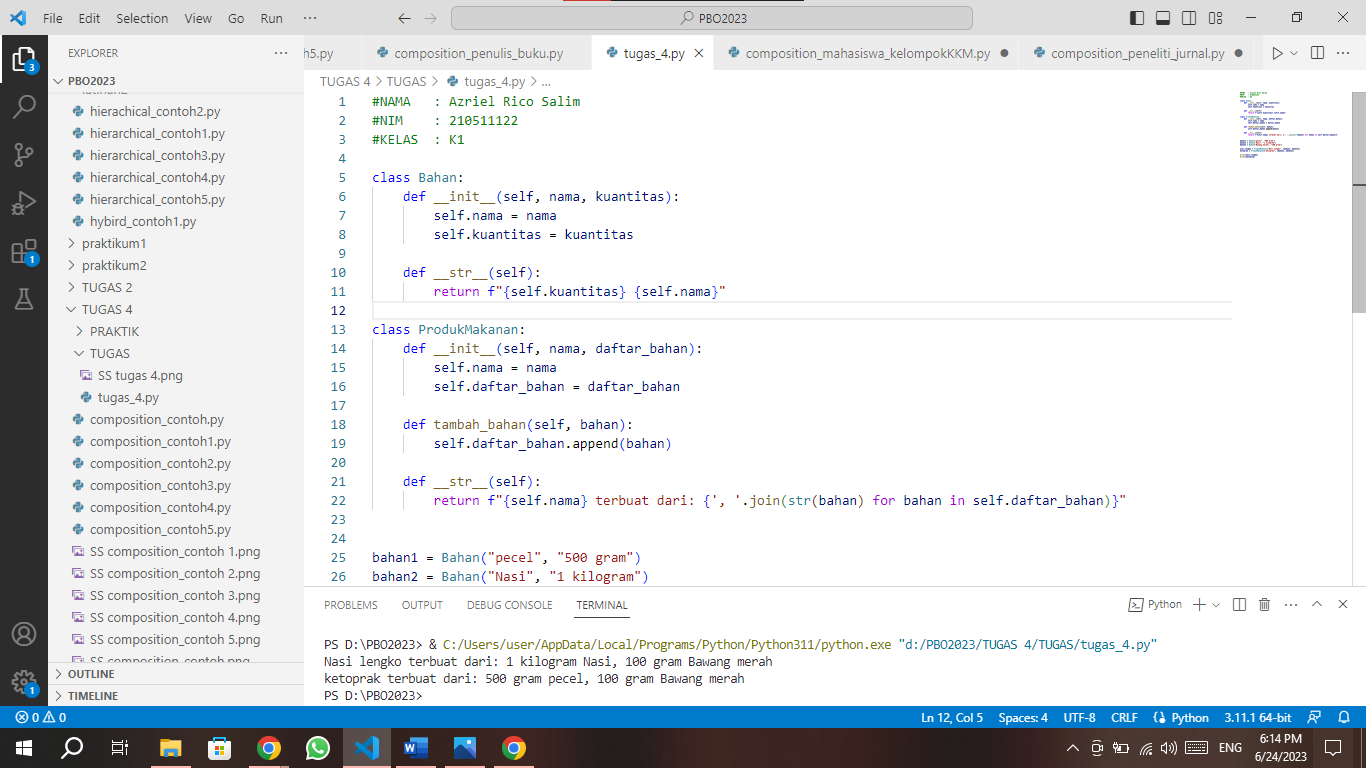 File Edit Selection View Go Run ··· PBO2023
EXPLORER ···
h5.py composition_penulis_buku.py tugas_4.py composition_mahasiswa_kelompokKKM.py composition_peneliti_jurnal.py
PBO2023
hierachical_contoh2.py
hierarchical_contoh1.py
hierarchical_contoh3.py
hierarchical_contoh4.py
hierarchical_contoh5.py
hybird_contoh1.py
praktikum1
praktikum2
TUGAS 2
TUGAS 4
PRAKTIK
TUGAS
SS tugas 4.png
tugas_4.py
composition_contoh.py
composition_contoh1.py
composition_contoh2.py
composition_contoh3.py
composition_contoh4.py
composition_contoh5.py
SS composition_contoh 1.png
SS composition_contoh 2.png
SS composition_contoh 3.png
SS composition_contoh 4.png
SS composition_contoh 5.png
SS composition_contoh.png
OUTLINE
TIMELINE
3
1
1
TUGAS 4 > TUGAS > tugas_4.py > ...
1 #NAMA   : Azriel Rico Salim
2 #NIM    : 210511122
3 #KELAS  : K1
4
5 class Bahan:
6     def __init__(self, nama, kuantitas):
7         self.nama = nama
8         self.kuantitas = kuantitas
9
10     def __str__(self):
11         return f"{self.kuantitas} {self.nama}"
12
13 class ProdukMakanan:
14     def __init__(self, nama, daftar_bahan):
15         self.nama = nama
16         self.daftar_bahan = daftar_bahan
17
18     def tambah_bahan(self, bahan):
19         self.daftar_bahan.append(bahan)
20
21     def __str__(self):
22         return f"{self.nama} terbuat dari: {', '.join(str(bahan) for bahan in self.daftar_bahan)}"
23
24
25 bahan1 = Bahan("pecel", "500 gram")
26 bahan2 = Bahan("Nasi", "1 kilogram")
PROBLEMS OUTPUT DEBUG CONSOLE TERMINAL Python
PS D:\PBO2023> & C:/Users/user/AppData/Local/Programs/Python/Python311/python.exe "d:/PBO2023/TUGAS 4/TUGAS/tugas_4.py"
Nasi lengko terbuat dari: 1 kilogram Nasi, 100 gram Bawang merah
ketoprak terbuat dari: 500 gram pecel, 100 gram Bawang merah
PS D:\PBO2023>
0 0 Ln 12, Col 5 Spaces: 4 UTF-8 CRLF Python 3.11.1 64-bit
ENG 6:14 PM
6/24/2023